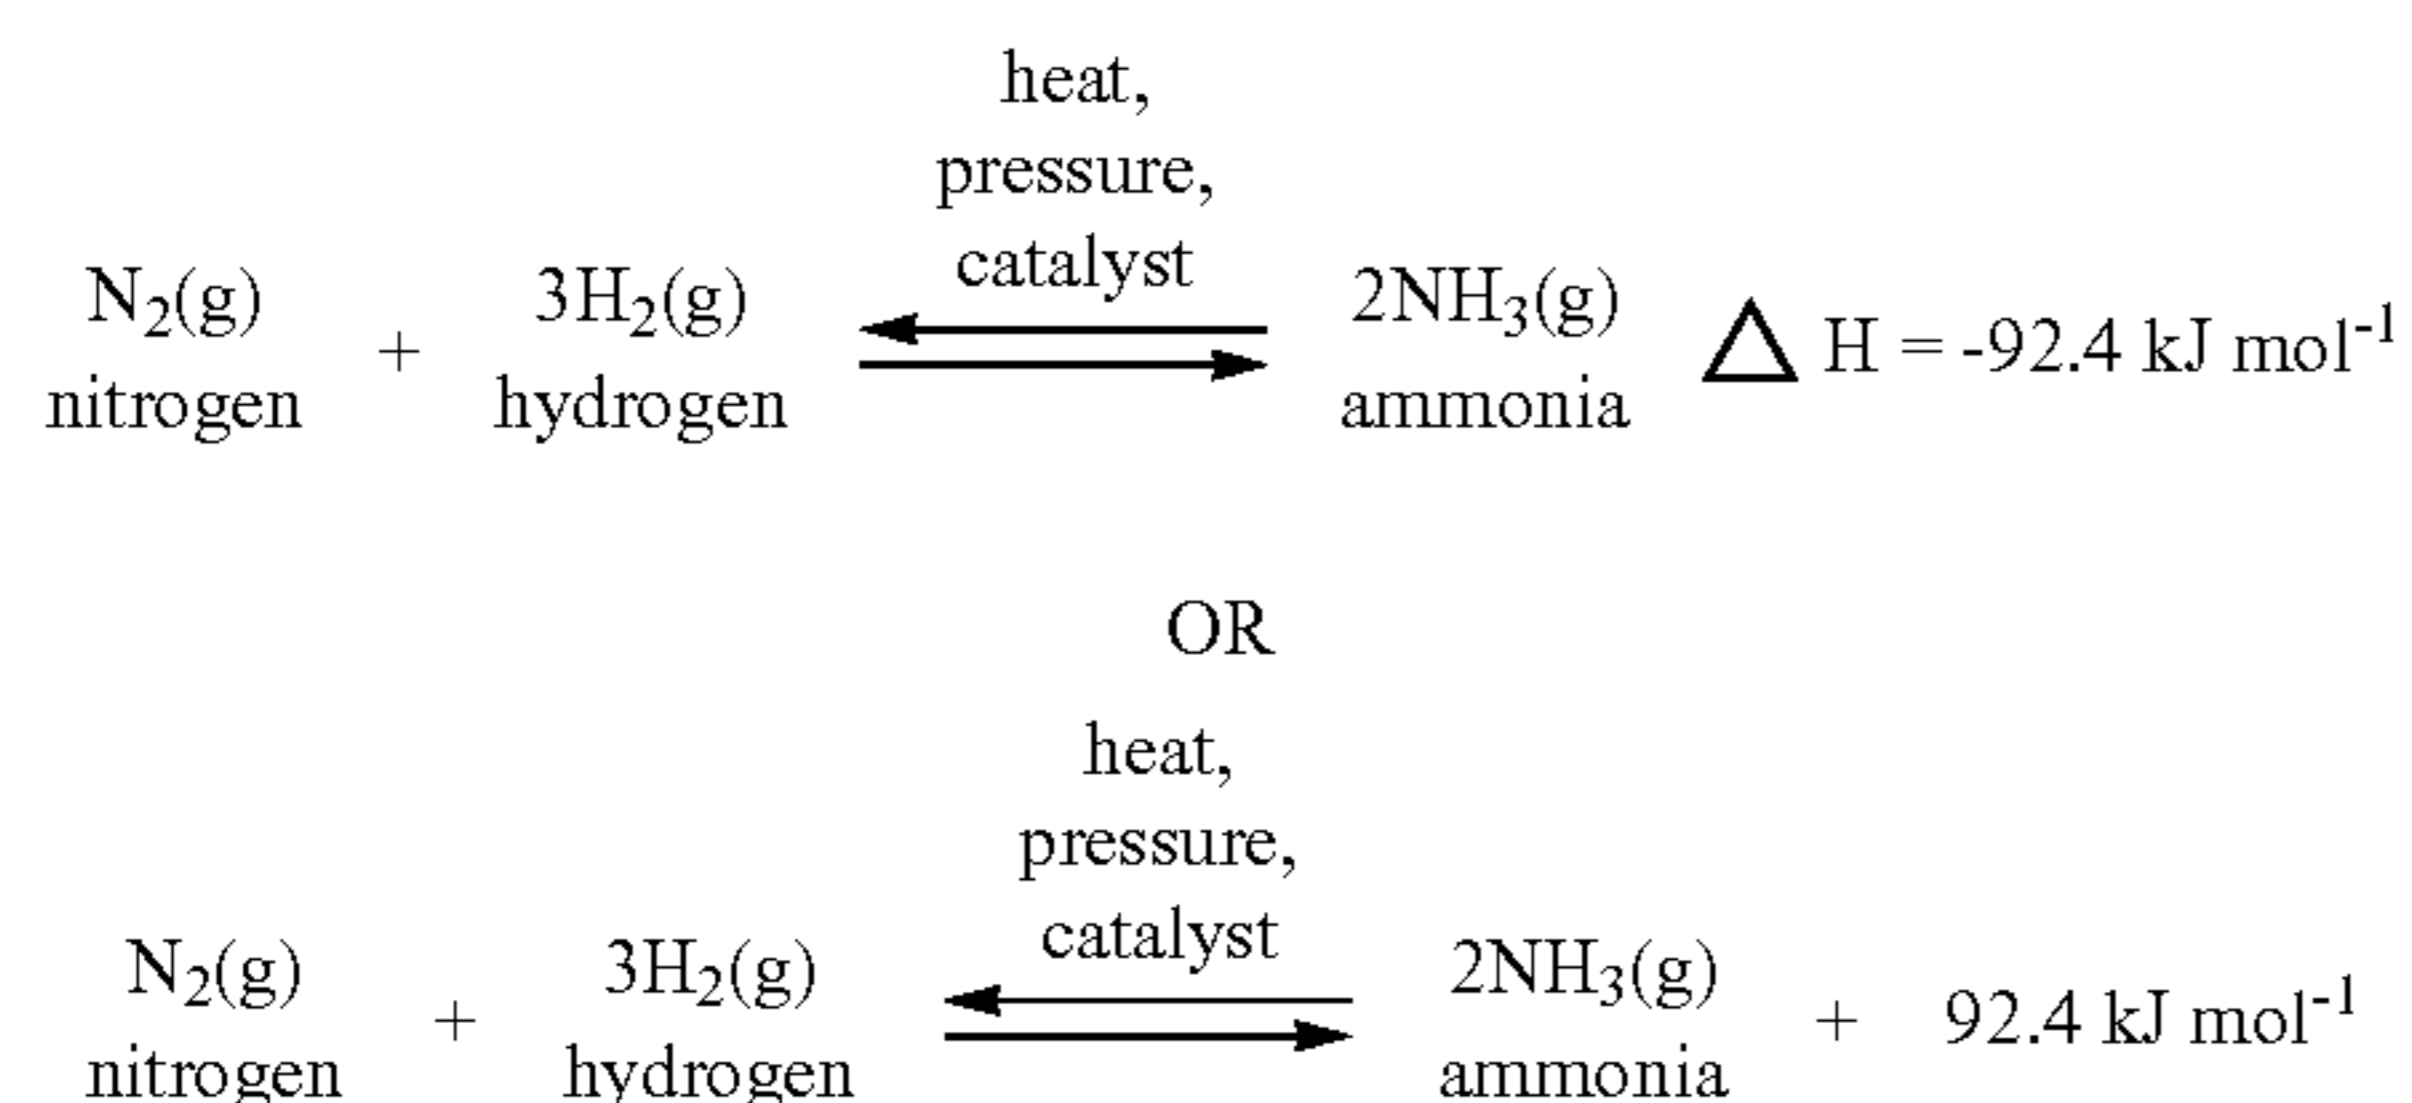 heat,
pressure,
catalyst
N₂(g) + 3H₂(g) 2NH₃(g) △ H = -92.4 kJ mol⁻¹
nitrogen hydrogen ammonia
OR
heat,
pressure,
catalyst
N₂(g) + 3H₂(g) 2NH₃(g) + 92.4 kJ mol⁻¹
nitrogen hydrogen ammonia